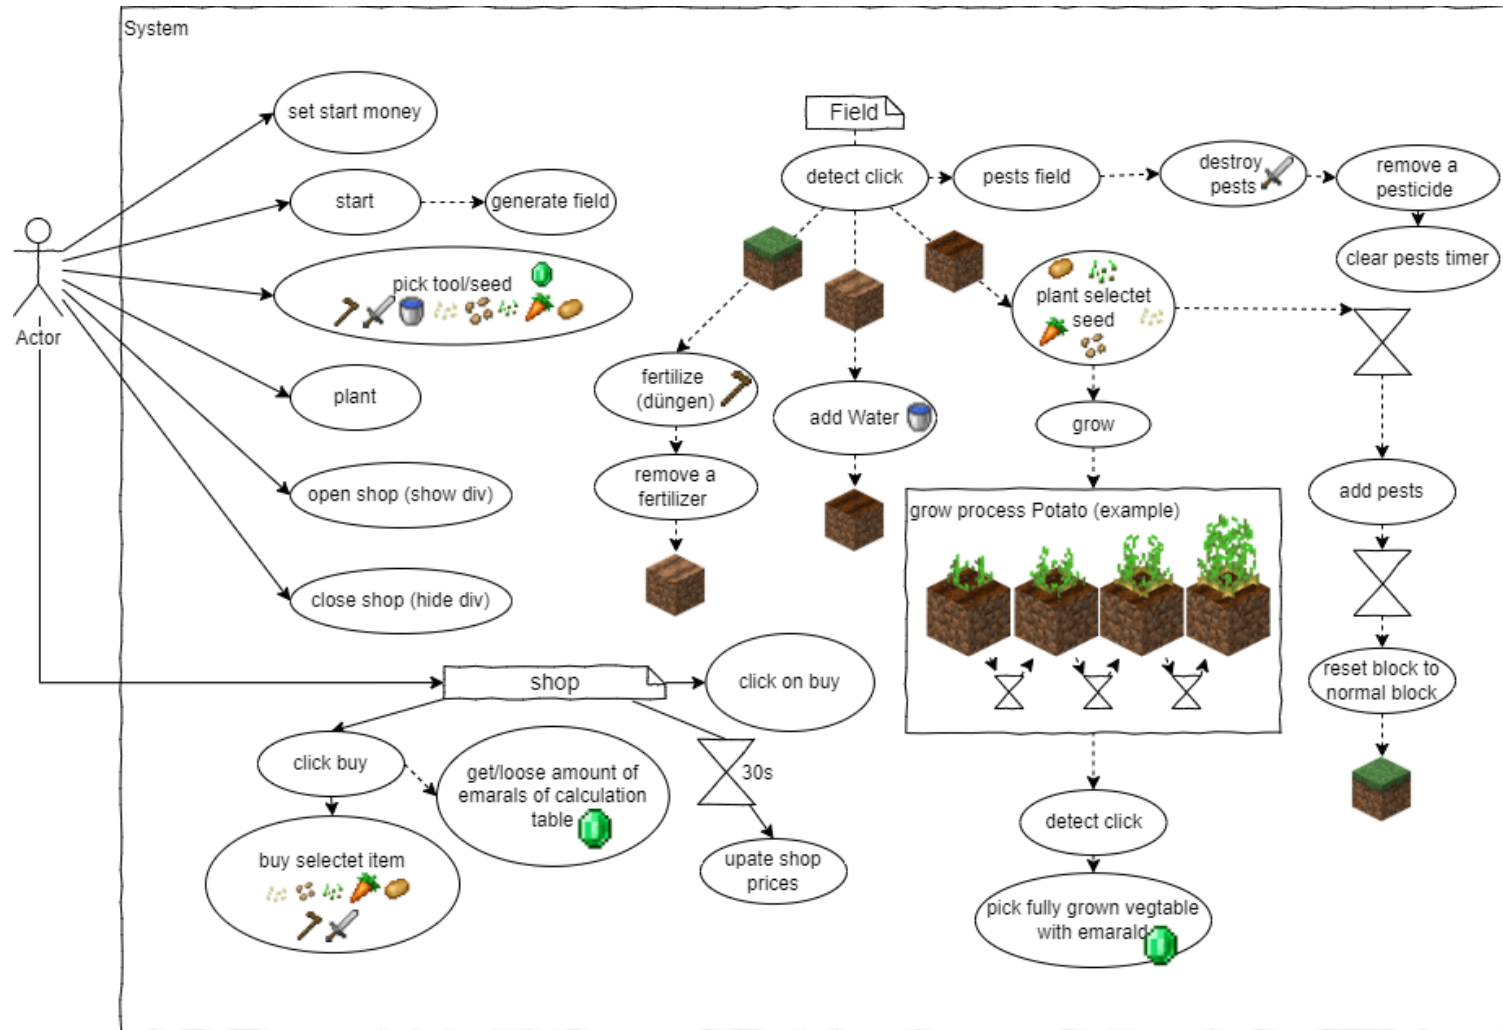 System
set start money
start
generate field
pick tool/seed
Actor
plant
open shop (show div)
close shop (hide div)
Field
detect click
pests field
destroy
pests
remove a
pesticide
clear pests timer
fertilize
(düngen)
remove a
fertilizer
add Water
plant selectet
seed
grow
grow process Potato (example)
add pests
reset block to
normal block
detect click
pick fully grown vegtable
with emarald
shop
click on buy
click buy
get/loose amount of
emarals of calculation
table
30s
buy selectet item
upate shop
prices